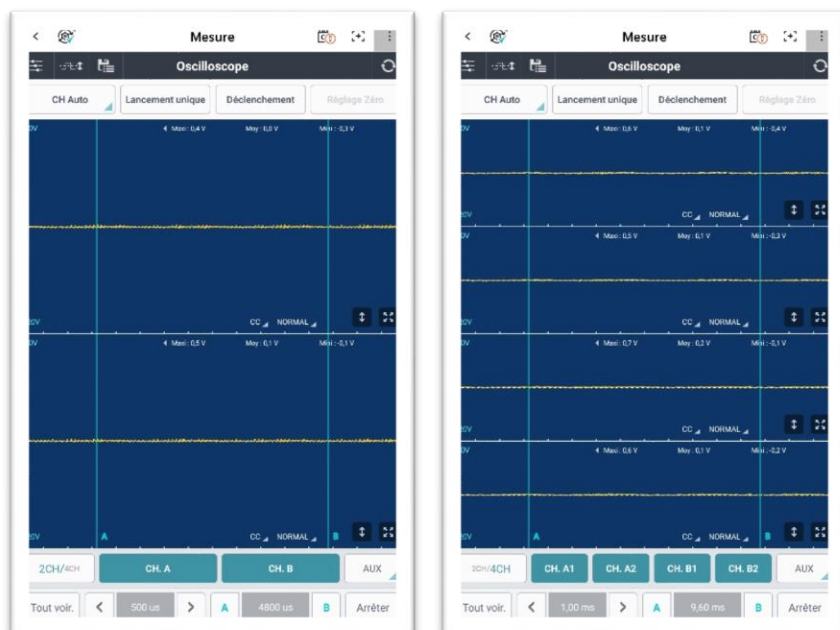 Mesure
Oscilloscope
CH Auto
Lancement unique
Déclenchement
Réglage Zéro
Maxi : 0,4 V Moy : 0,0 V Mini : -0,3 V
20V
CC NORMAL
Maxi : 0,5 V Moy : 0,1 V Mini : -0,1 V
A
CC NORMAL
B
20V
2CH/4CH
CH. A
CH. B
AUX
Tout voir.
500 us
A
4800 us
B
Arrêter
Mesure
Oscilloscope
CH Auto
Lancement unique
Déclenchement
Réglage Zéro
Maxi : 0,6 V Moy : 0,1 V Mini : -0,4 V
20V
CC NORMAL
Maxi : 0,5 V Moy : 0,1 V Mini : -0,3 V
20V
CC NORMAL
Maxi : 0,7 V Moy : 0,2 V Mini : -0,1 V
20V
CC NORMAL
Maxi : 0,6 V Moy : 0,1 V Mini : -0,2 V
20V
A
CC NORMAL
B
2CH/4CH
CH. A1
CH. A2
CH. B1
CH. B2
AUX
Tout voir.
1,00 ms
A
9,60 ms
B
Arrêter